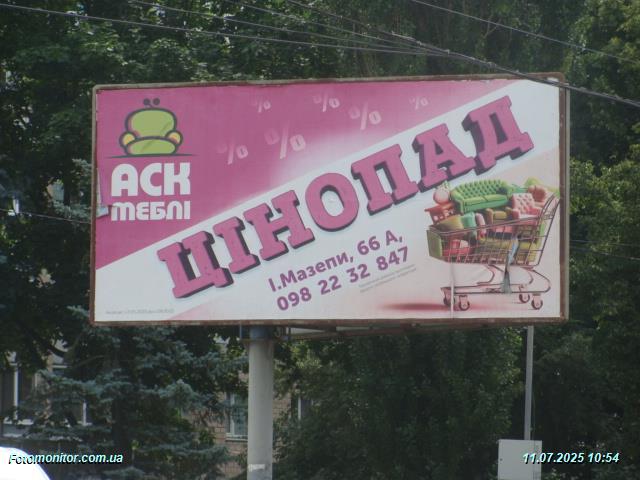 АСК
МЕБЛІ
% % % % % %
ЦІНОПАД
І.Мазепи, 66 А,
098 22 32 847
Fotomonitor.com.ua
11.07.2025 10:54